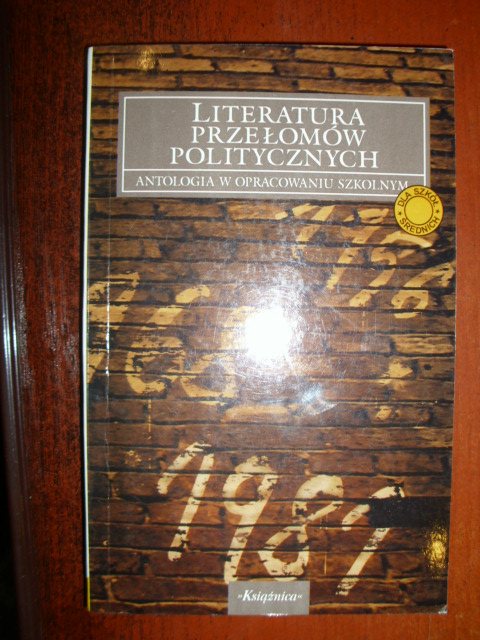 LITERATURA
PRZEŁOMÓW
POLITYCZNYCH
ANTOLOGIA W OPRACOWANIU SZKOLNYM
DLA SZKÓŁ
ŚREDNICH
1981
»Książnica«